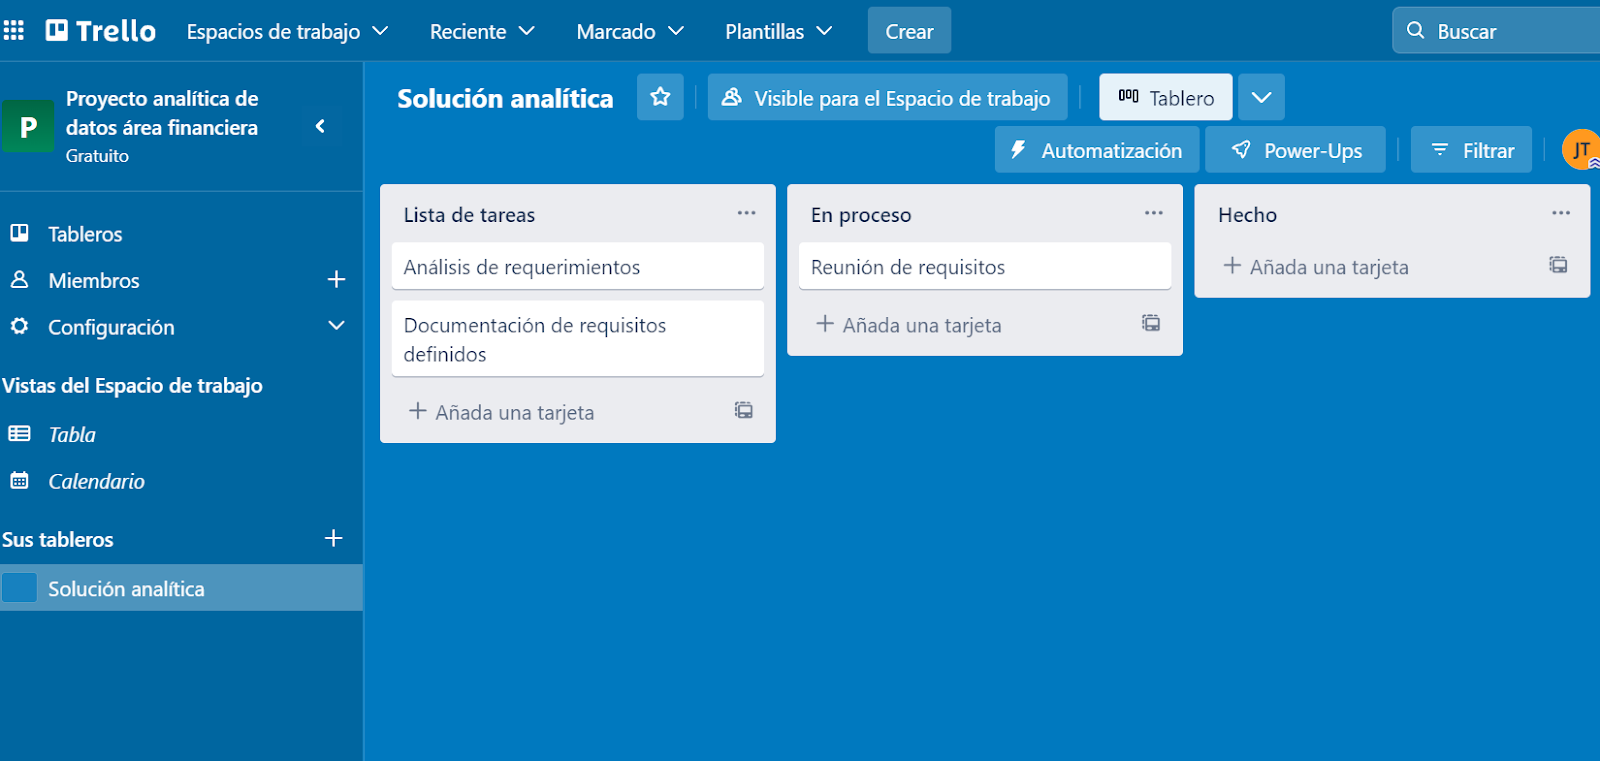 Trello
Espacios de trabajo
Reciente
Marcado
Plantillas
Crear
Buscar
P
Proyecto analítica de
datos área financiera
Gratuito
Tableros
Miembros
Configuración
Vistas del Espacio de trabajo
Tabla
Calendario
Sus tableros
Solución analítica
Solución analítica
Visible para el Espacio de trabajo
Tablero
Automatización
Power-Ups
Filtrar
JT
Lista de tareas
Análisis de requerimientos
Documentación de requisitos
definidos
+ Añada una tarjeta
En proceso
Reunión de requisitos
+ Añada una tarjeta
Hecho
+ Añada una tarjeta